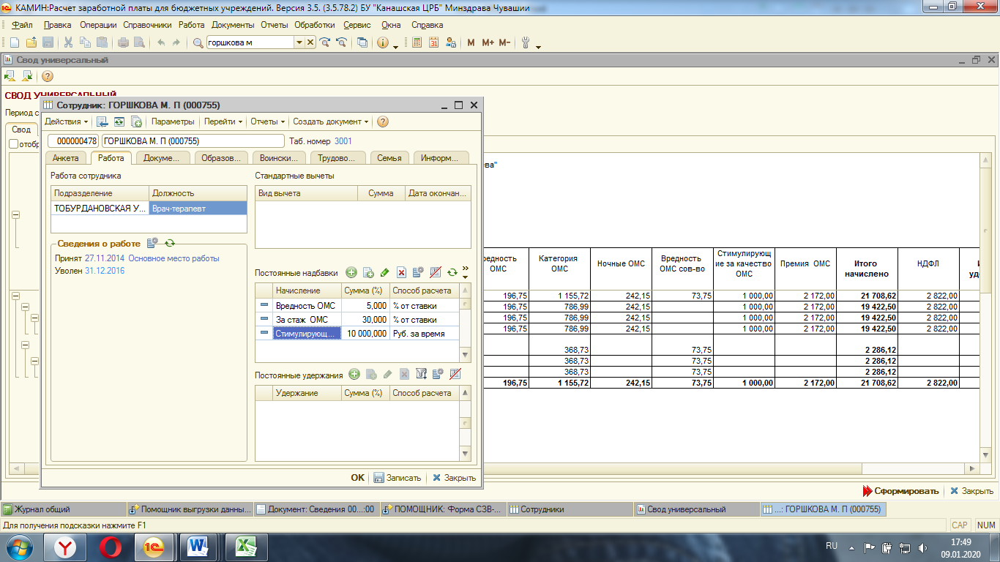 КАМИН:Расчет заработной платы для бюджетных учреждений. Версия 3.5. (3.5.78.2) БУ "Канашская ЦРБ" Минздрава Чувашии
Файл Правка Операции Справочники Работа Документы Отчеты Обработки Сервис Окна Справка
горшкова м M M+ M-
Свод универсальный
СВОД УНИВЕРСАЛЬНЫЙ
Период с
Свод
отобр
Сотрудник: ГОРШКОВА М. П (000755)
Действия Параметры Перейти Отчеты Создать документ
000000478 ГОРШКОВА М. П (000755) Таб. номер 3001
Анкета Работа Докуме... Образов... Воински... Трудово... Семья Информ...
Работа сотрудника
Подразделение Должность
ТОБУРДАНОВСКАЯ У... Врач-терапевт
Сведения о работе
Принят 27.11.2014 Основное место работы
Уволен 31.12.2016
Стандартные вычеты
Вид вычета Сумма Дата окончан...
Постоянные надбавки
Начисление Сумма (%) Способ расчета
Вредность ОМС 5,000 % от ставки
За стаж ОМС 30,000 % от ставки
Стимулирующ... 10 000,000 Руб. за время
Постоянные удержания
Удержание Сумма (%) Способ расчета
OK Записать Закрыть
ева"
редность ОМС Категория ОМС Ночные ОМС Вредность ОМС сов-во Стимулирующ ие за качество ОМС Премия ОМС Итого начислено НДФЛ
196,75 1 155,72 242,15 73,75 1 000,00 2 172,00 21 708,62 2 822,00
196,75 786,99 242,15 1 000,00 2 172,00 19 422,50 2 822,00
196,75 786,99 242,15 1 000,00 2 172,00 19 422,50 2 822,00
196,75 786,99 242,15 1 000,00 2 172,00 19 422,50 2 822,00
368,73 73,75 2 286,12
368,73 73,75 2 286,12
368,73 73,75 2 286,12
196,75 1 155,72 242,15 73,75 1 000,00 2 172,00 21 708,62 2 822,00
Сформировать Закрыть
Журнал общий Помощник выгрузки данны... Документ: Сведения 00...:00 ПОМОЩНИК: Форма СЗВ-... Сотрудники Свод универсальный ...: ГОРШКОВА М. П (000755)
Для получения подсказки нажмите F1 CAP NUM
RU 17:49
09.01.2020